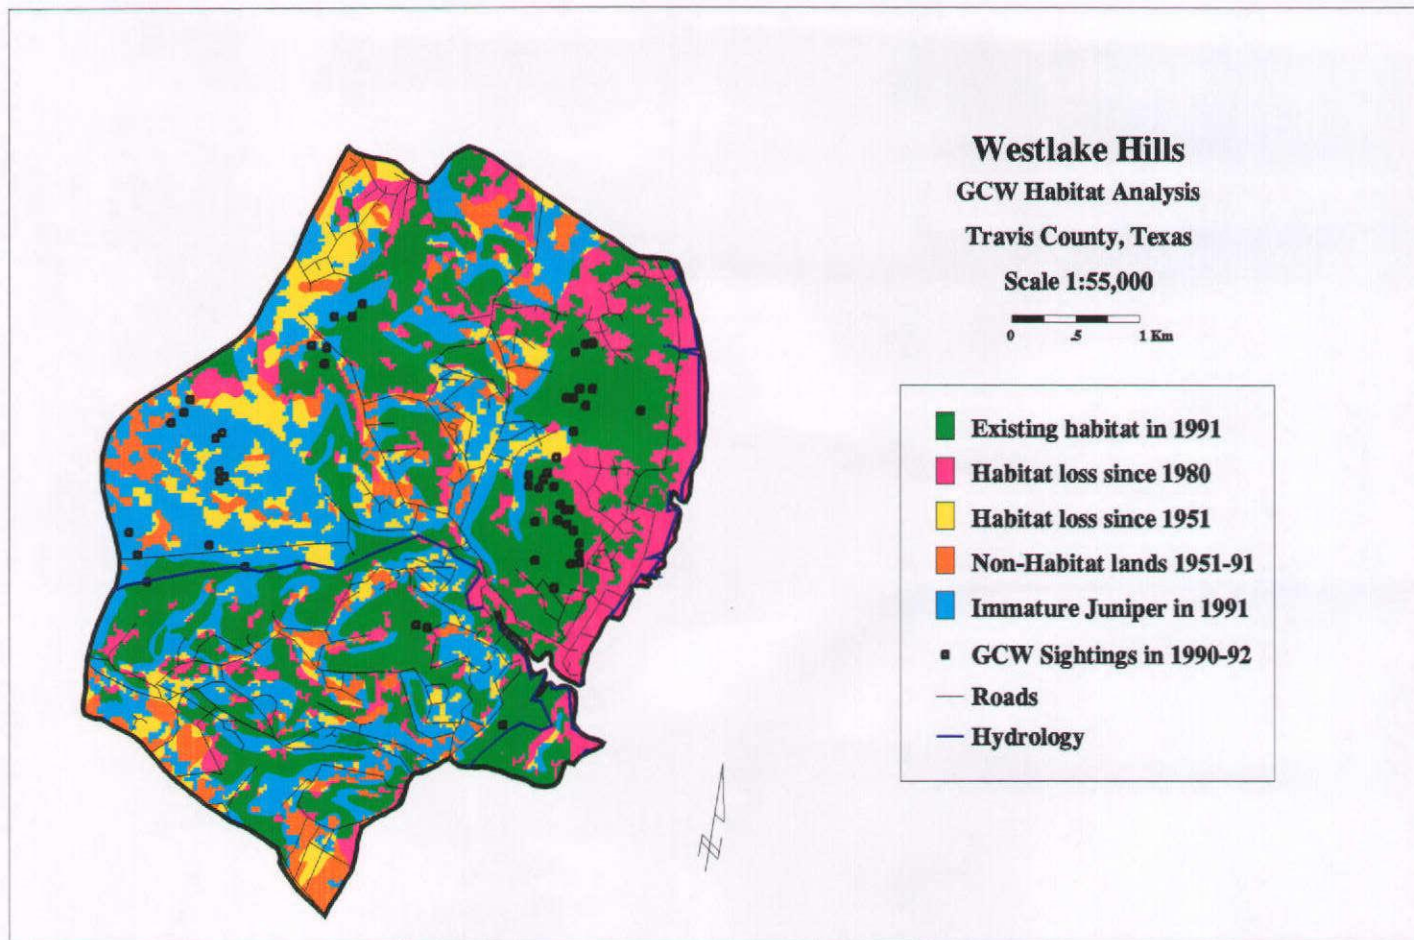 Westlake Hills
GCW Habitat Analysis
Travis County, Texas
Scale 1:55,000
0 .5 1 Km
Existing habitat in 1991
Habitat loss since 1980
Habitat loss since 1951
Non-Habitat lands 1951-91
Immature Juniper in 1991
GCW Sightings in 1990-92
Roads
Hydrology
N